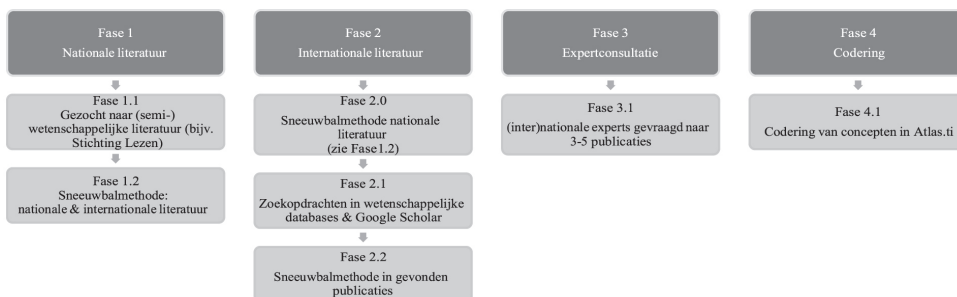 Fase 1
Nationale literatuur
Fase 1.1
Gezocht naar (semi-)
wetenschappelijke literatuur (bijv.
Stichting Lezen)
Fase 1.2
Sneeuwbalmethode:
nationale & internationale literatuur
Fase 2
Internationale literatuur
Fase 2.0
Sneeuwbalmethode nationale
literatuur
(zie Fase1.2)
Fase 2.1
Zoekopdrachten in wetenschappelijke
databases & Google Scholar
Fase 2.2
Sneeuwbalmethode in gevonden
publicaties
Fase 3
Expertconsultatie
Fase 3.1
(inter)nationale experts gevraagd naar
3-5 publicaties
Fase 4
Codering
Fase 4.1
Codering van concepten in Atlas.ti